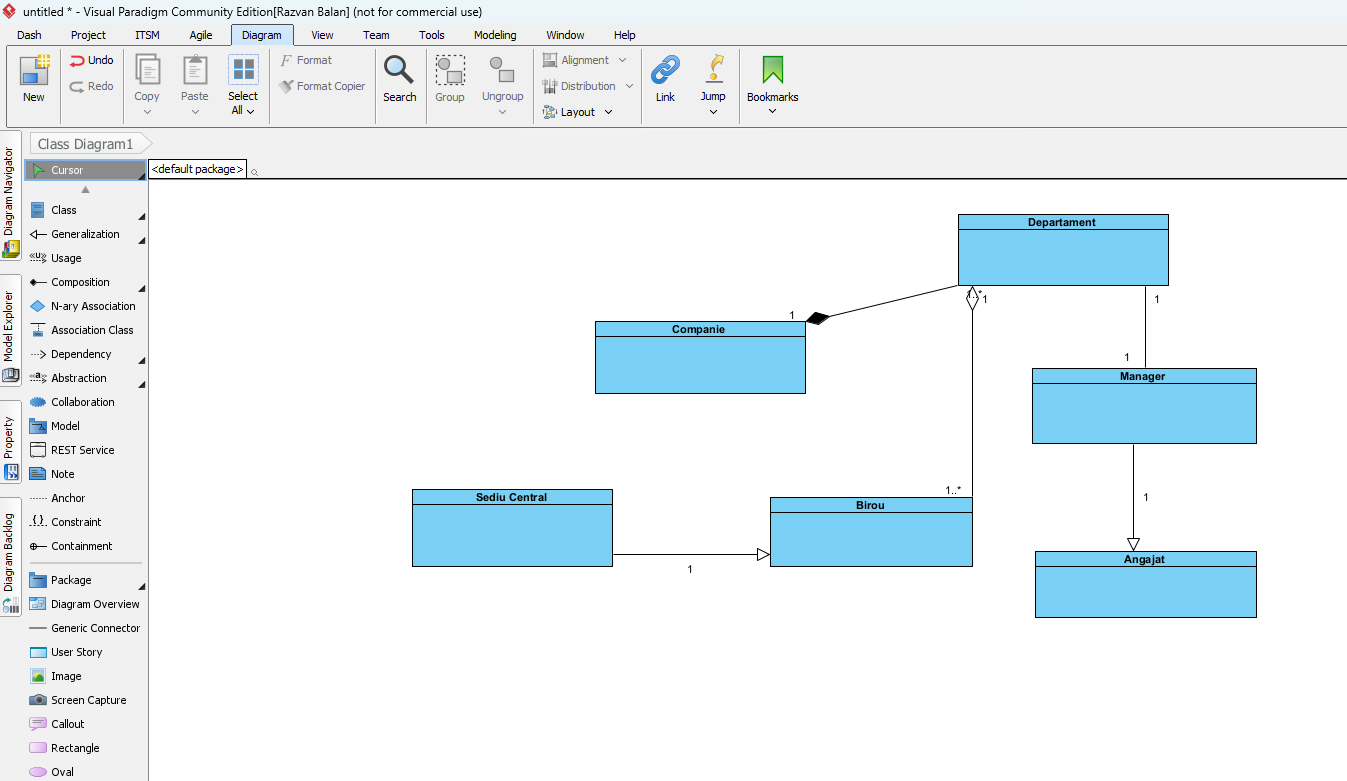 untitled * - Visual Paradigm Community Edition[Razvan Balan] (not for commercial use)
Dash Project ITSM Agile Diagram View Team Tools Modeling Window Help
New
Undo
Redo
Copy
Paste
Select
All
Format
Format Copier
Search
Group
Ungroup
Alignment
Distribution
Layout
Link
Jump
Bookmarks
Diagram Navigator
Model Explorer
Property
Diagram Backlog
Class Diagram1
Cursor
Class
Generalization
Usage
Composition
N-ary Association
Association Class
Dependency
Abstraction
Collaboration
Model
REST Service
Note
Anchor
Constraint
Containment
Package
Diagram Overview
Generic Connector
User Story
Image
Screen Capture
Callout
Rectangle
Oval
<default package>
Departament
1..*
1
1
1
Companie
1
Manager
Sediu Central
1..*
Birou
1
1
Angajat